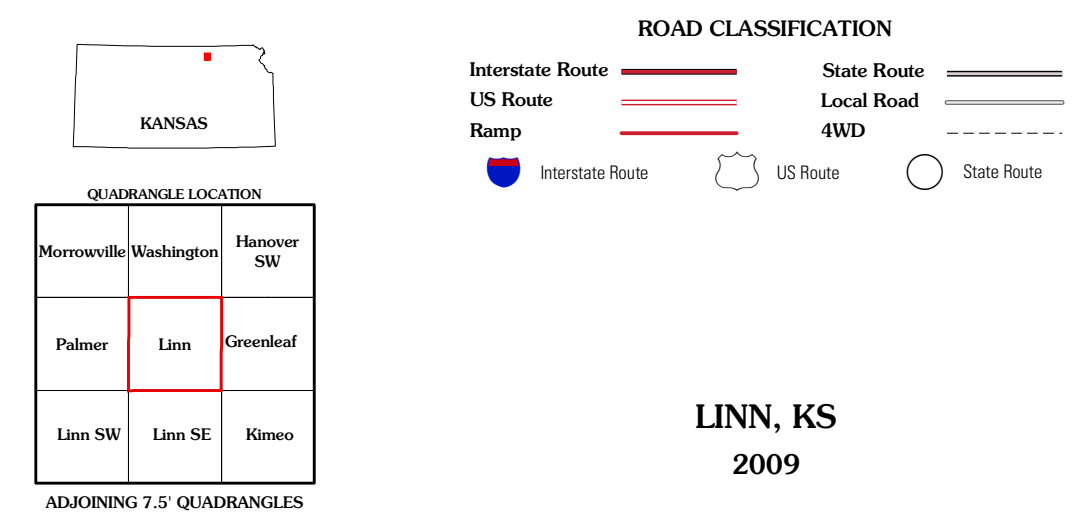 KANSAS
QUADRANGLE LOCATION
Morrowville
Washington
Hanover
SW
Palmer
Linn
Greenleaf
Linn SW
Linn SE
Kimeo
ADJOINING 7.5' QUADRANGLES
ROAD CLASSIFICATION
Interstate Route
State Route
US Route
Local Road
Ramp
4WD
Interstate Route
US Route
State Route
LINN, KS
2009